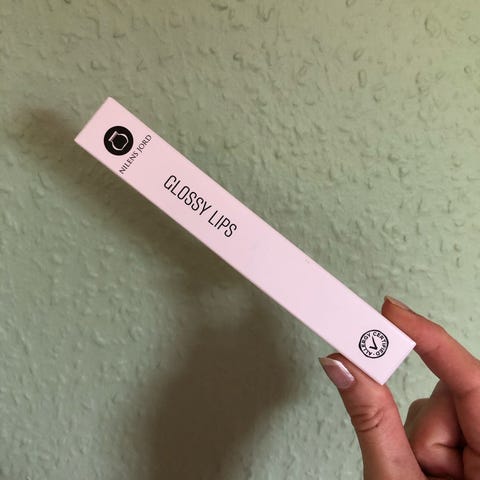 NILENS JORD
GLOSSY LIPS
ALLERGY CERTIFIED